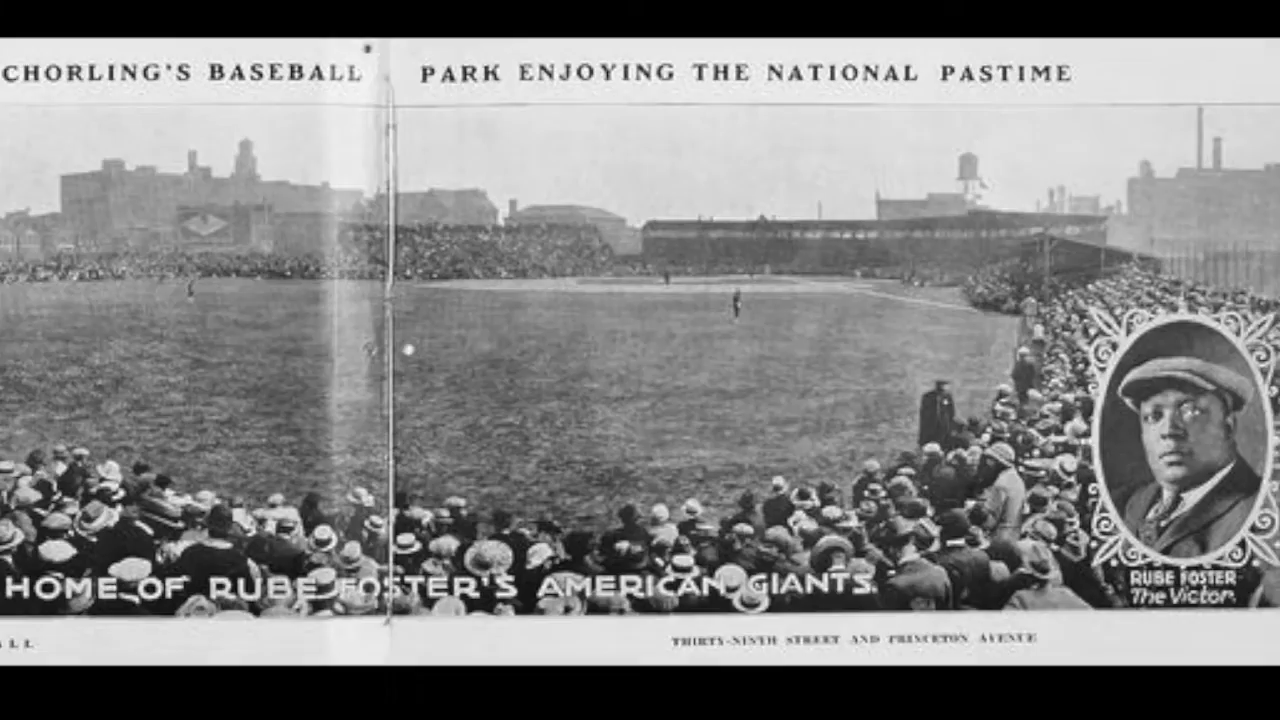 CHORLING'S BASEBALL PARK ENJOYING THE NATIONAL PASTIME
HOME OF RUBE FOSTER'S AMERICAN GIANTS.
RUBE FOSTER
The Victor.
THIRTY-NINTH STREET AND PRINCETON AVENUE